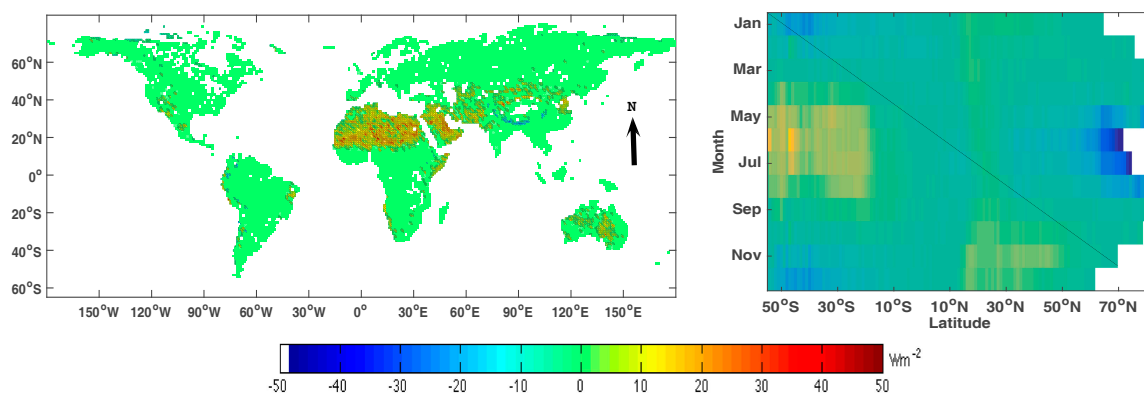 60°N
40°N
20°N
0°
20°S
40°S
60°S
N
150°W 120°W 90°W 60°W 30°W 0° 30°E 60°E 90°E 120°E 150°E
Jan
Mar
May
Jul
Sep
Nov
Month
50°S 30°S 10°S 10°N 30°N 50°N 70°N
Latitude
-50 -40 -30 -20 -10 0 10 20 30 40 50
Wm-2